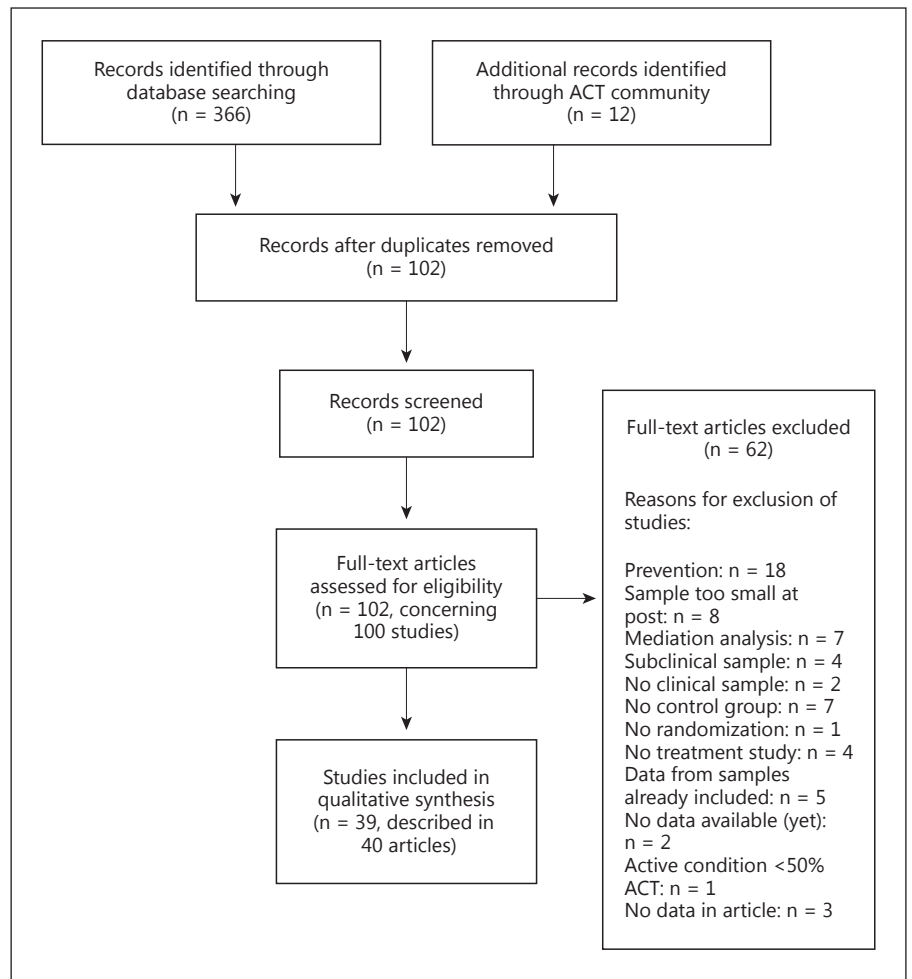 Records identified through
database searching
(n = 366)
Additional records identified
through ACT community
(n = 12)
Records after duplicates removed
(n = 102)
Records screened
(n = 102)
Full-text articles
assessed for eligibility
(n = 102, concerning
100 studies)
Full-text articles excluded
(n = 62)
Reasons for exclusion of
studies:
Prevention: n = 18
Sample too small at
post: n = 8
Mediation analysis: n = 7
Subclinical sample: n = 4
No clinical sample: n = 2
No control group: n = 7
No randomization: n = 1
No treatment study: n = 4
Data from samples
already included: n = 5
No data available (yet):
n = 2
Active condition <50%
ACT: n = 1
No data in article: n = 3
Studies included in
qualitative synthesis
(n = 39, described in
40 articles)